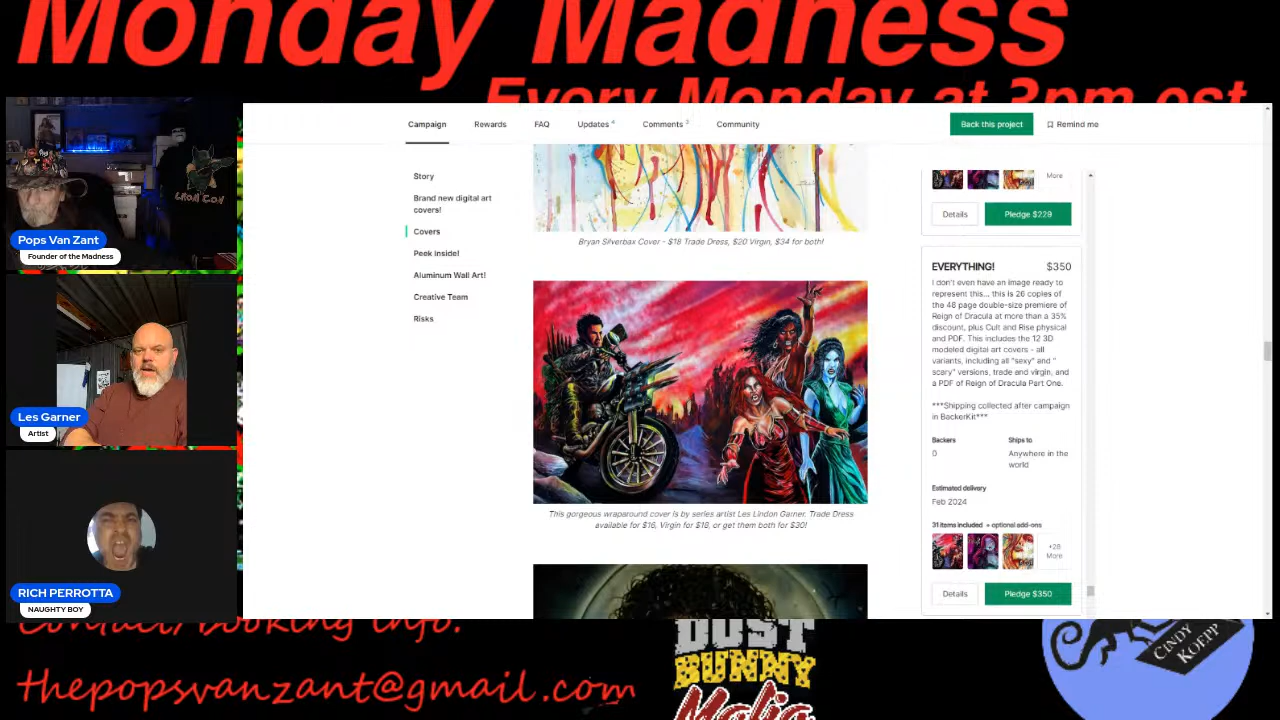 Monday Madness
Every Monday at 3pm est
Pops Van Zant
Founder of the Madness
Les Garner
Artist
RICH PERROTTA
NAUGHTY BOY
Campaign
Rewards
FAQ
Updates 4
Comments 3
Community
Back this project
Remind me
Story
Brand new digital art
covers!
Covers
Peek Inside!
Aluminum Wall Art!
Creative Team
Risks
Bryan Silverbax Cover - $18 Trade Dress, $20 Virgin, $34 for both!
This gorgeous wraparound cover is by series artist Les Lindon Garner. Trade Dress
available for $16, Virgin for $18, or get them both for $30!
More
Details
Pledge $229
EVERYTHING!
$350
I don't even have an image ready to
represent this... this is 26 copies of
the 48 page double-size premiere of
Reign of Dracula at more than a 35%
discount, plus Cult and Rise physical
and PDF. This includes the 12 3D
modeled digital art covers - all
variants, including all "sexy" and "
scary" versions, trade and virgin, and
a PDF of Reign of Dracula Part One.
***Shipping collected after campaign
in BackerKit***
Backers
0
Ships to
Anywhere in the
world
Estimated delivery
Feb 2024
31 items included + optional add-ons
+28
More
Details
Pledge $350
Contact/Booking info:
thepopsvanzant@gmail.com
DUST
BUNNY
Mafia
CINDY
KOEPP